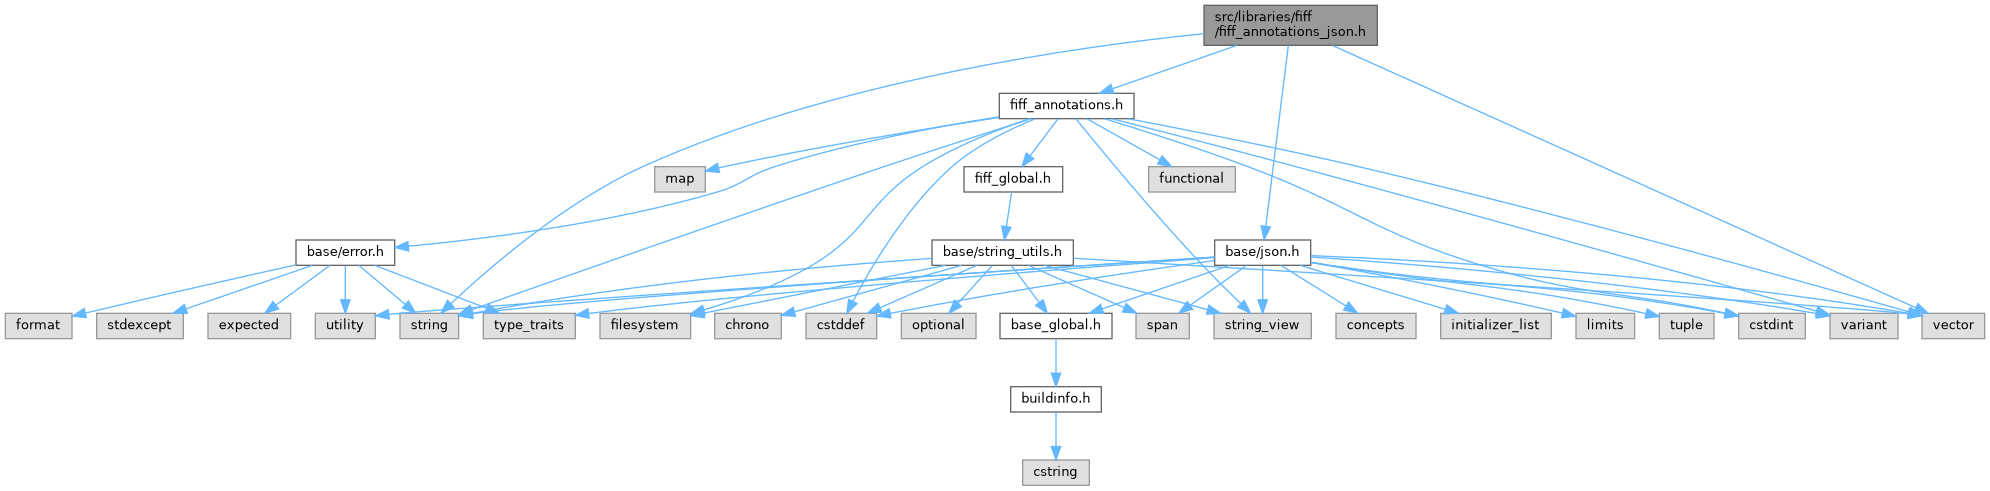 src/libraries/fiff
/fiff_annotations_json.h
fiff_annotations.h
map
fiff_global.h
functional
base/error.h
base/string_utils.h
base/json.h
format
stdexcept
expected
utility
string
type_traits
filesystem
chrono
cstddef
optional
base_global.h
span
string_view
concepts
initializer_list
limits
tuple
cstdint
variant
vector
buildinfo.h
cstring